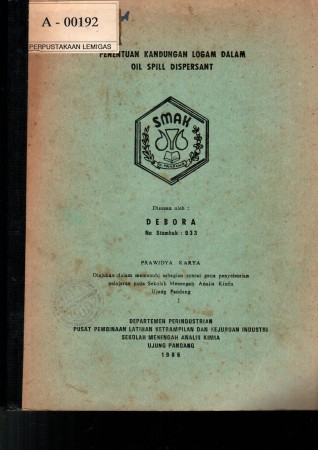 A - 00192
PERPUSTAKAAN LEMIGAS
PENENTUAN KANDUNGAN LOGAM DALAM
OIL SPILL DISPERSANT
SMAK
Disusun oleh :
DEBORA
No Stambuk : 933
PRAWIDYA KARYA
Diajukan dalam memenuhi sebagian syarat guna penyelesaian
pelajaran pada Sekolah Menengah Analis Kimia
Ujung Pandang
DEPARTEMEN PERINDUSTRIAN
PUSAT PEMBINAAN LATIHAN KETRAMPILAN DAN KEJURUAN INDUSTRI
SEKOLAH MENENGAH ANALIS KIMIA
UJUNG PANDANG
1986